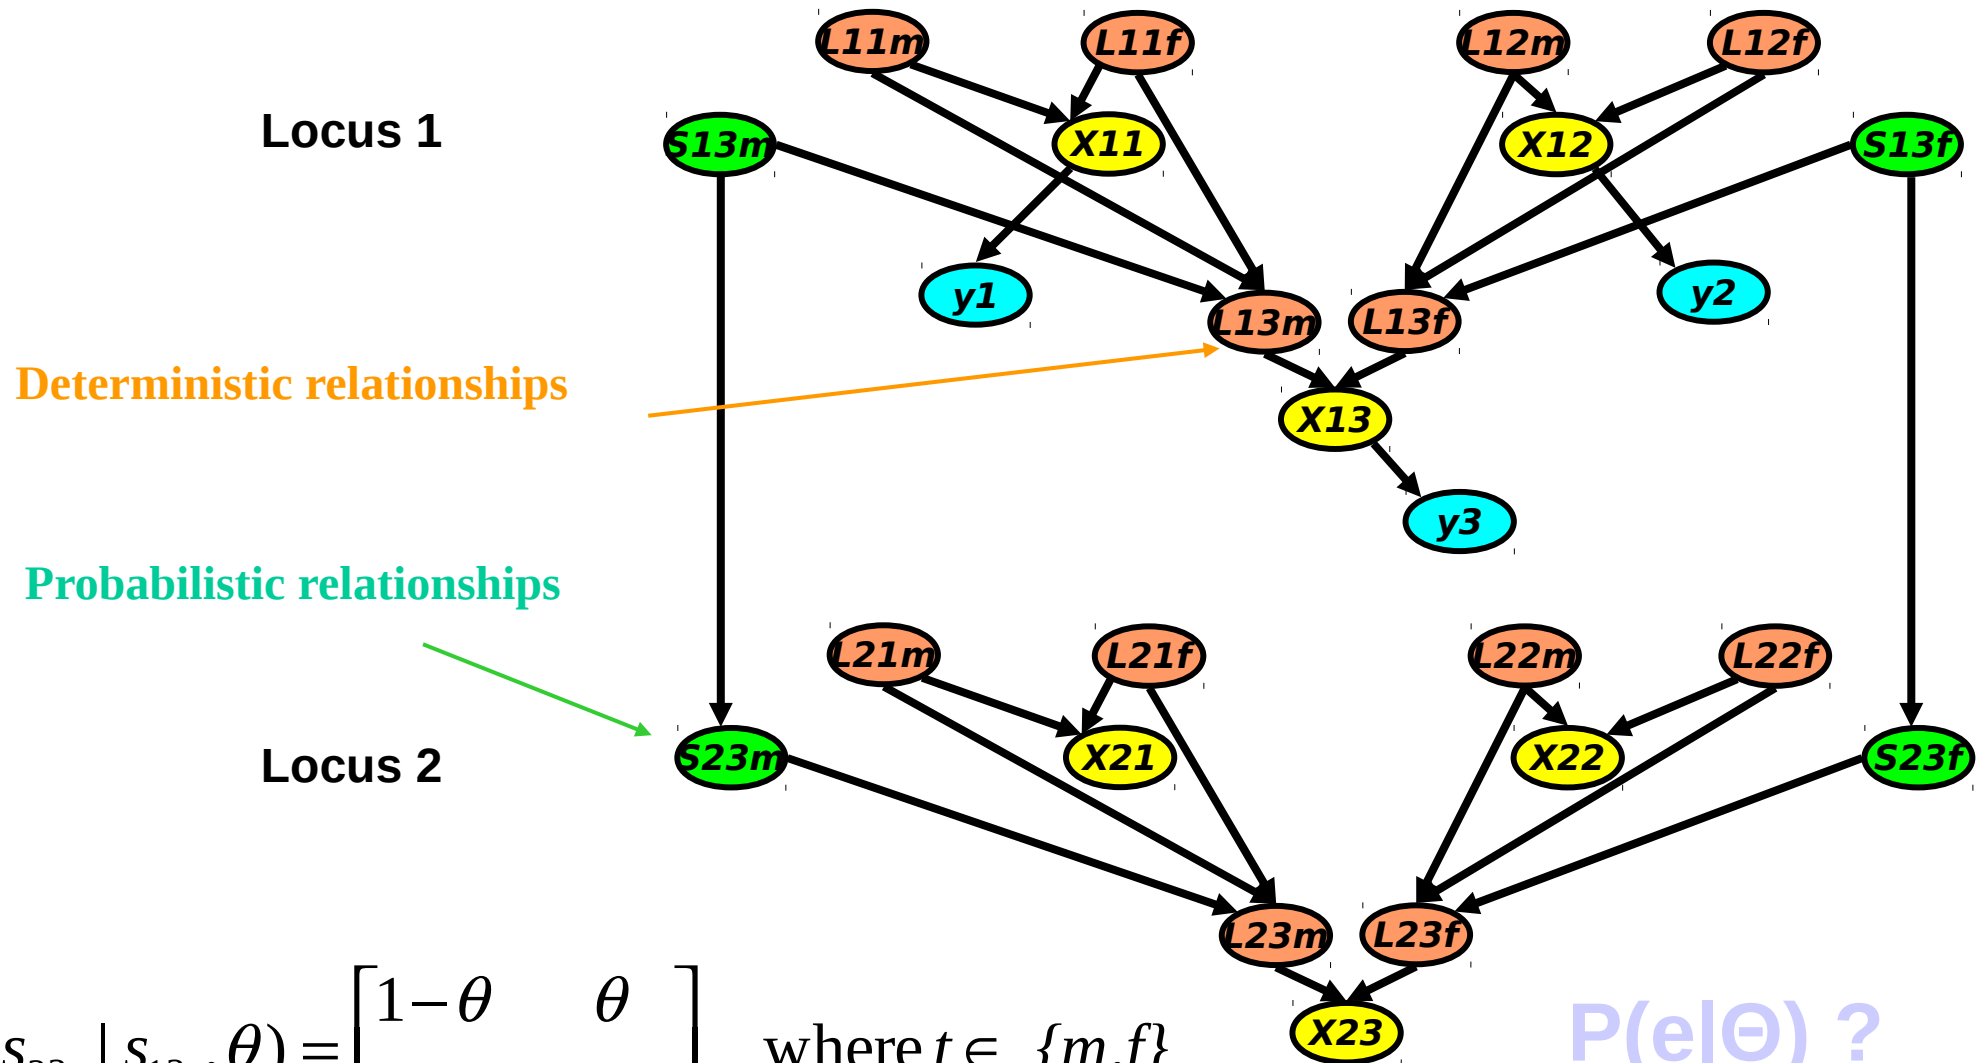 L11m L11f L12m L12f
Locus 1
S13m X11 X12 S13f
y1 y2
L13m L13f
Deterministic relationships
X13
y3
Probabilistic relationships
L21m L21f L22m L22f
Locus 2
S23m X21 X22 S23f
L23m L23f
1−θ θ
X23
θ) = where t ∈ {m,f}
P(e|Θ) ?